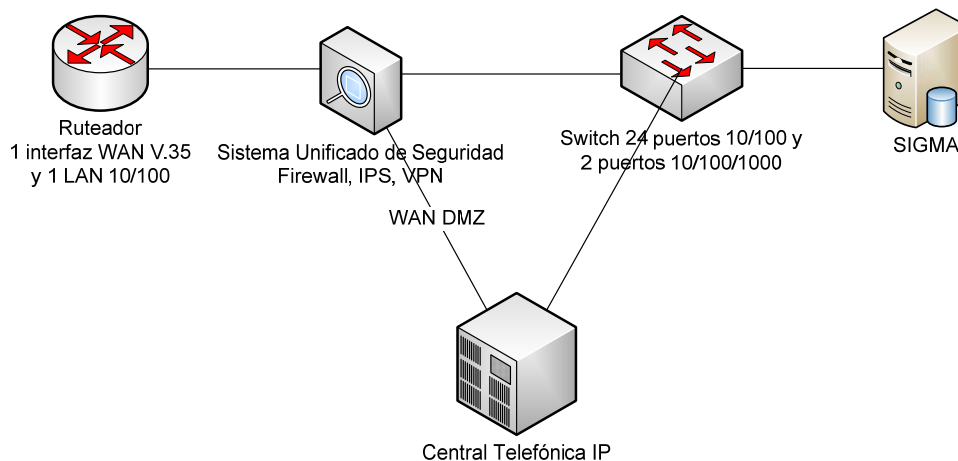 Ruteador
1 interfaz WAN V.35
y 1 LAN 10/100
Sistema Unificado de Seguridad
Firewall, IPS, VPN
Switch 24 puertos 10/100 y
2 puertos 10/100/1000
SIGMA
WAN DMZ
Central Telefónica IP